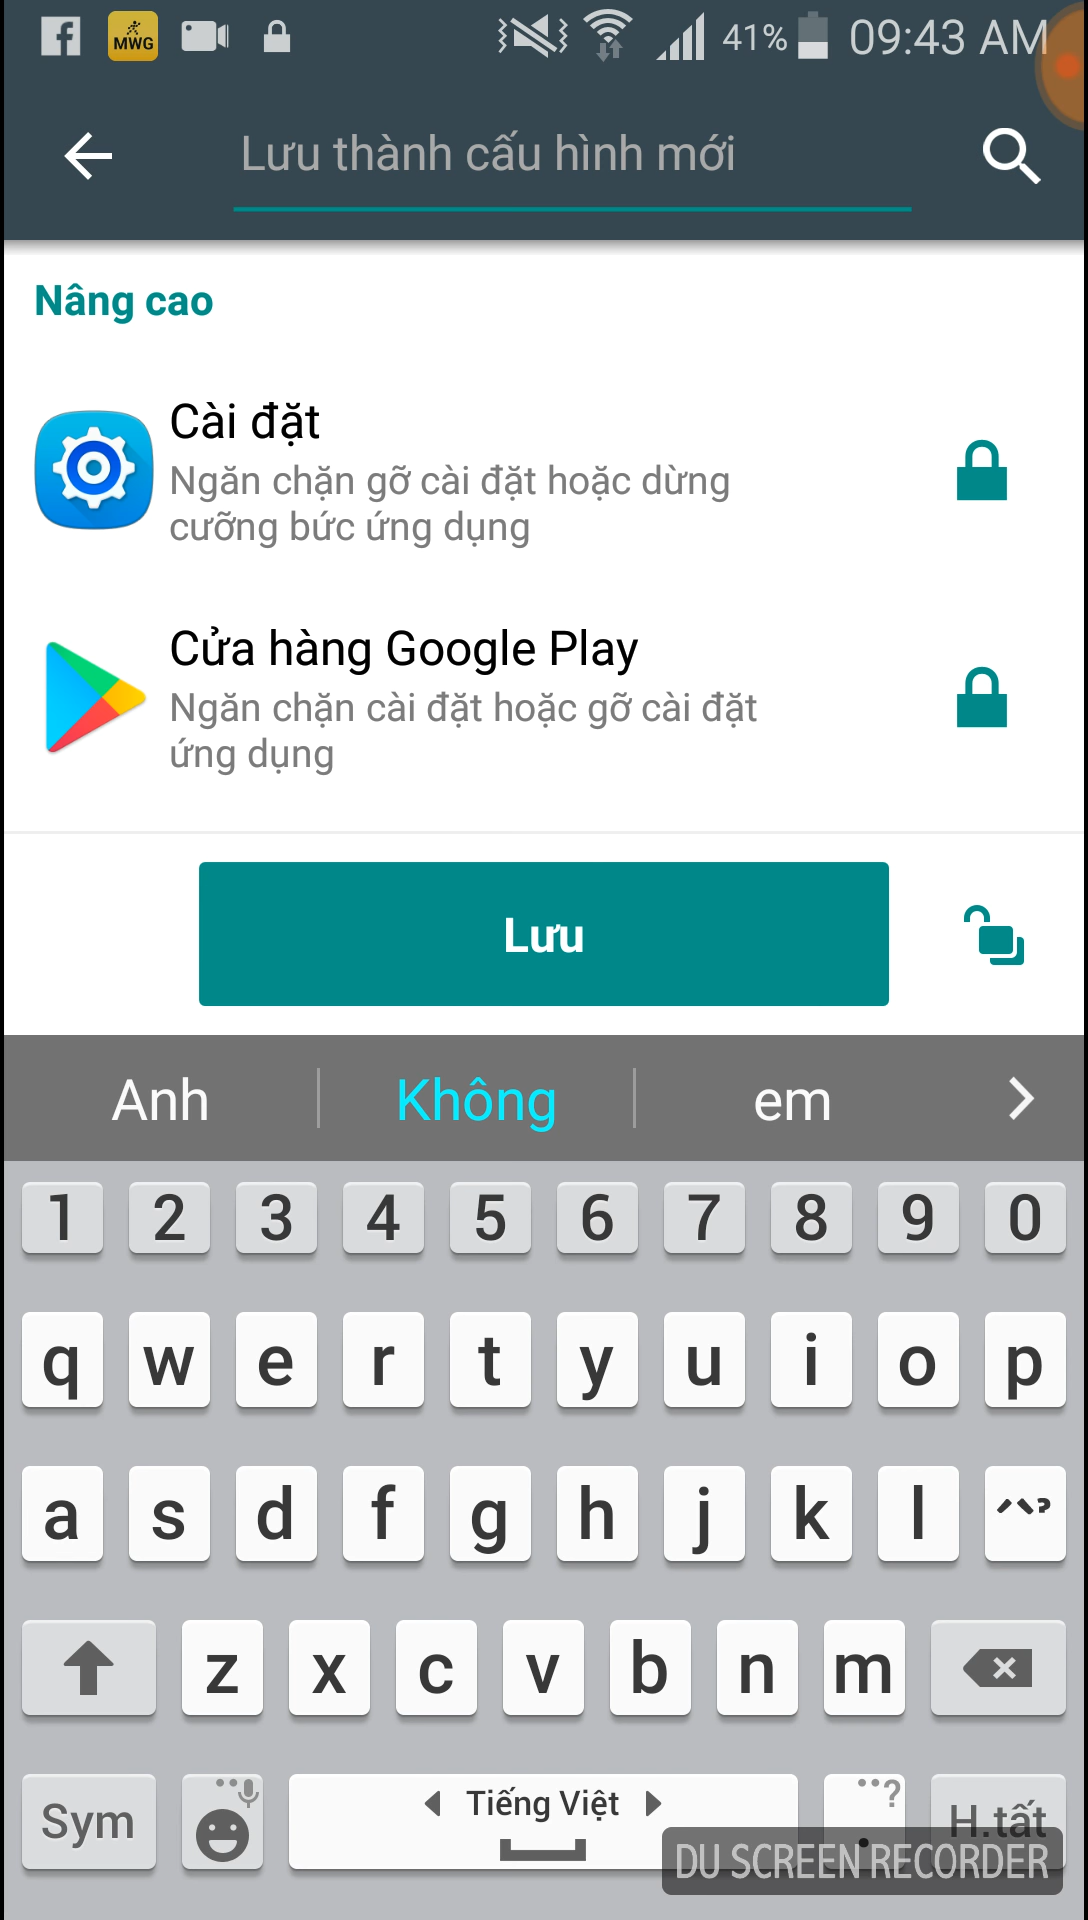 MWG 41% 09:43 AM
Lưu thành cấu hình mới
Nâng cao
Cài đặt
Ngăn chặn gỡ cài đặt hoặc dừng
cưỡng bức ứng dụng
Cửa hàng Google Play
Ngăn chặn cài đặt hoặc gỡ cài đặt
ứng dụng
Lưu
Anh Không em
1 2 3 4 5 6 7 8 9 0
q w e r t y u i o p
a s d f g h j k l
z x c v b n m
Sym Tiếng Việt ? . H.tất
DU SCREEN RECORDER